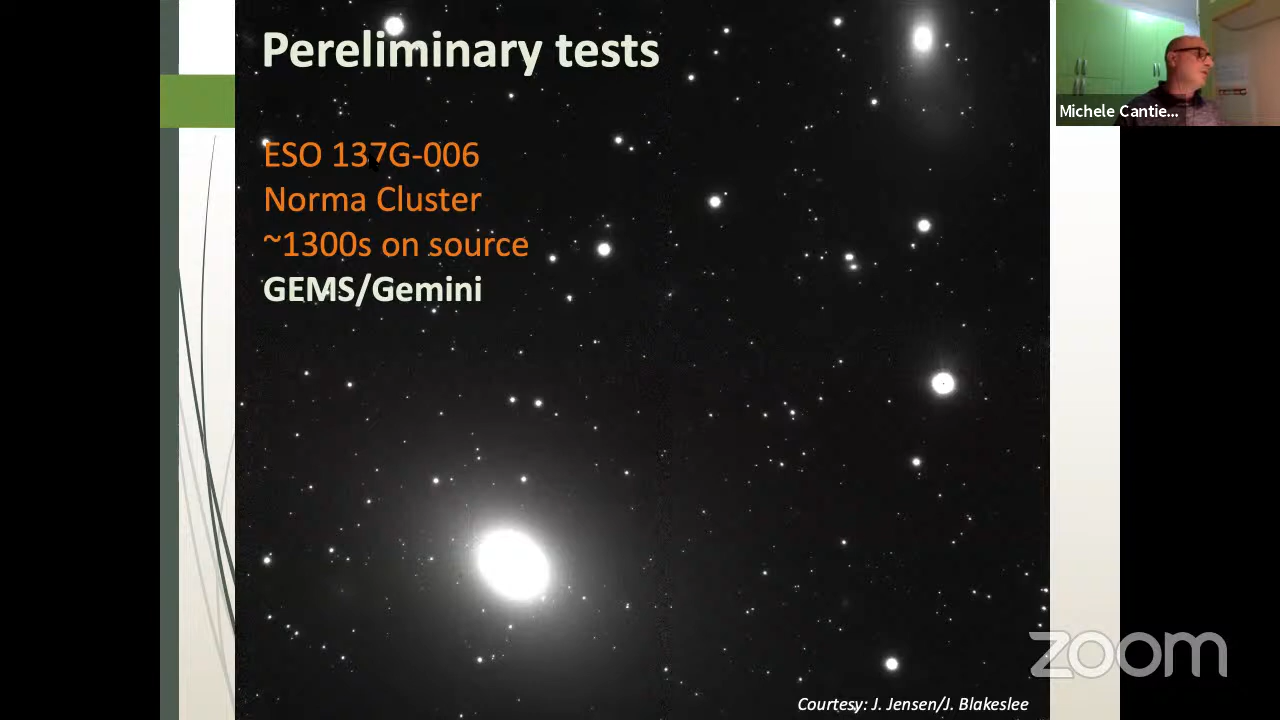 Pereliminary tests
ESO 137G-006
Norma Cluster
~1300s on source
GEMS/Gemini
Michele Cantie...
Courtesy: J. Jensen/J. Blakeslee
zoom